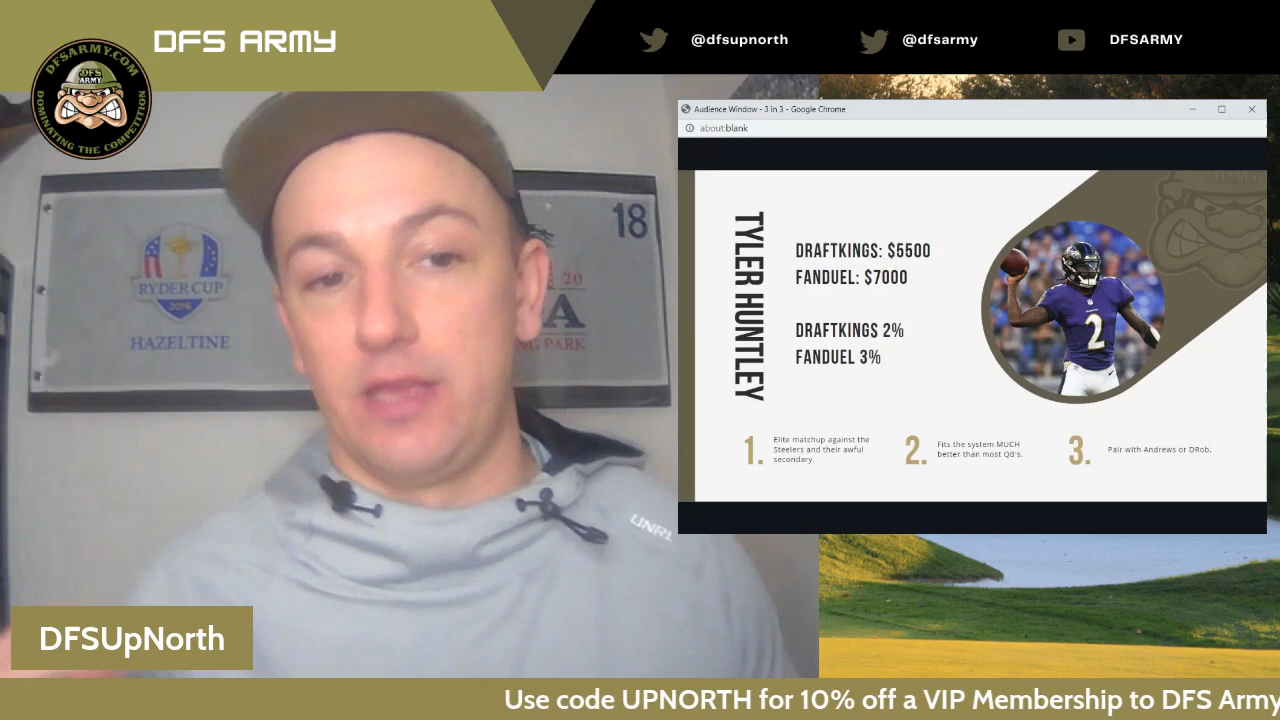 DFS ARMY
@dfsupnorth
@dfsarmy
DFSARMY
DFSARMY.COM
DFS
ARMY
DOMINATING THE COMPETITION
Audience Window - 3 in 3 - Google Chrome
about:blank
TYLER HUNTLEY
DRAFTKINGS: $5500
FANDUEL: $7000
DRAFTKINGS 2%
FANDUEL 3%
2
1.
Elite matchup against the
Steelers and their awful
secondary.
2.
Fits the system MUCH
better than most QB's.
3.
Pair with Andrews or DRob.
RYDER CUP
HAZELTINE
18
20
A
NG PARK
UNRL
DFSUpNorth
Use code UPNORTH for 10% off a VIP Membership to DFS Army